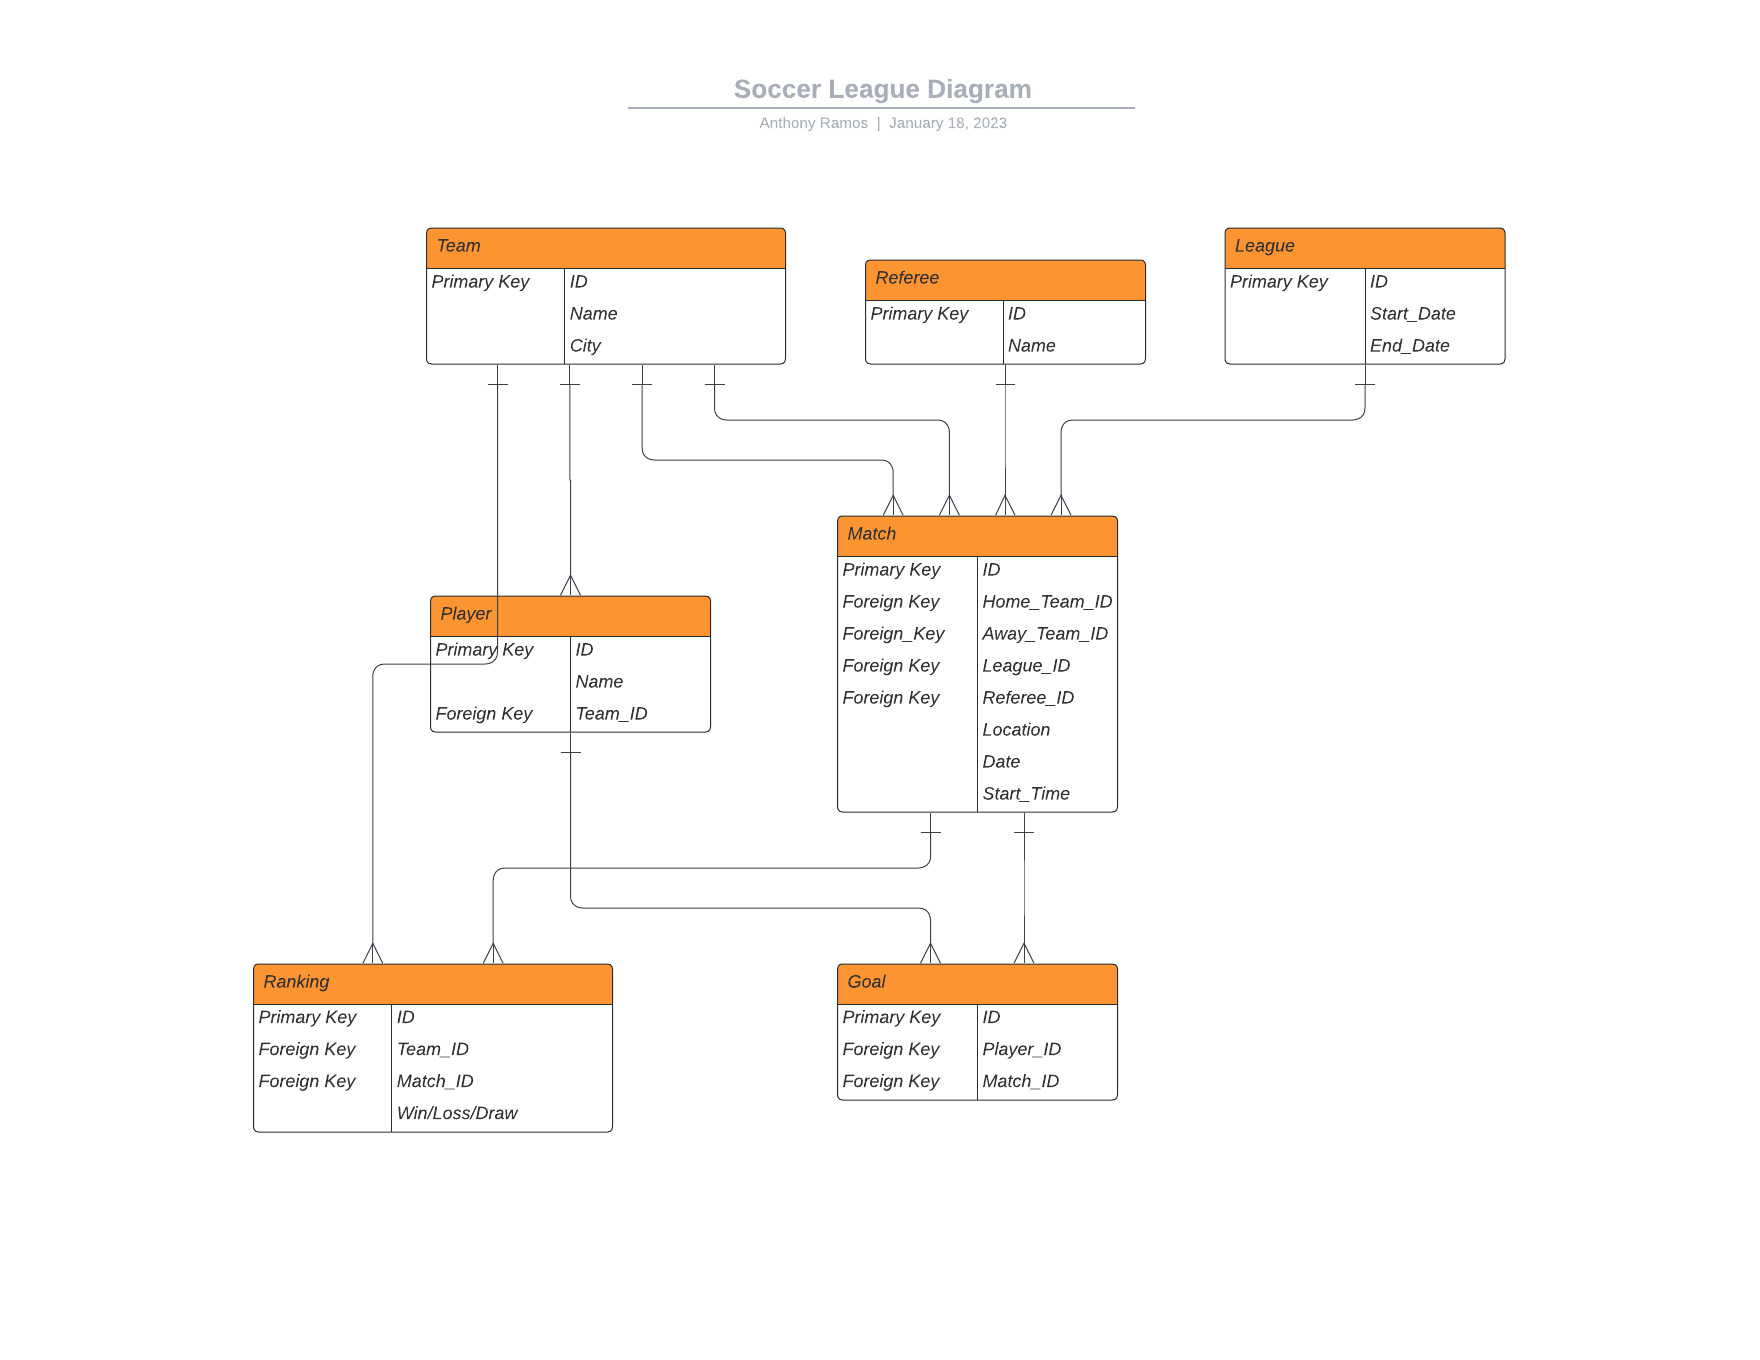 Soccer League Diagram
Anthony Ramos | January 18, 2023
Team
Primary Key ID
Name
City
Referee
Primary Key ID
Name
League
Primary Key ID
Start_Date
End_Date
Player
Primary Key ID
Name
Foreign Key Team_ID
Match
Primary Key ID
Foreign Key Home_Team_ID
Foreign_Key Away_Team_ID
Foreign Key League_ID
Foreign Key Referee_ID
Location
Date
Start_Time
Ranking
Primary Key ID
Foreign Key Team_ID
Foreign Key Match_ID
Win/Loss/Draw
Goal
Primary Key ID
Foreign Key Player_ID
Foreign Key Match_ID